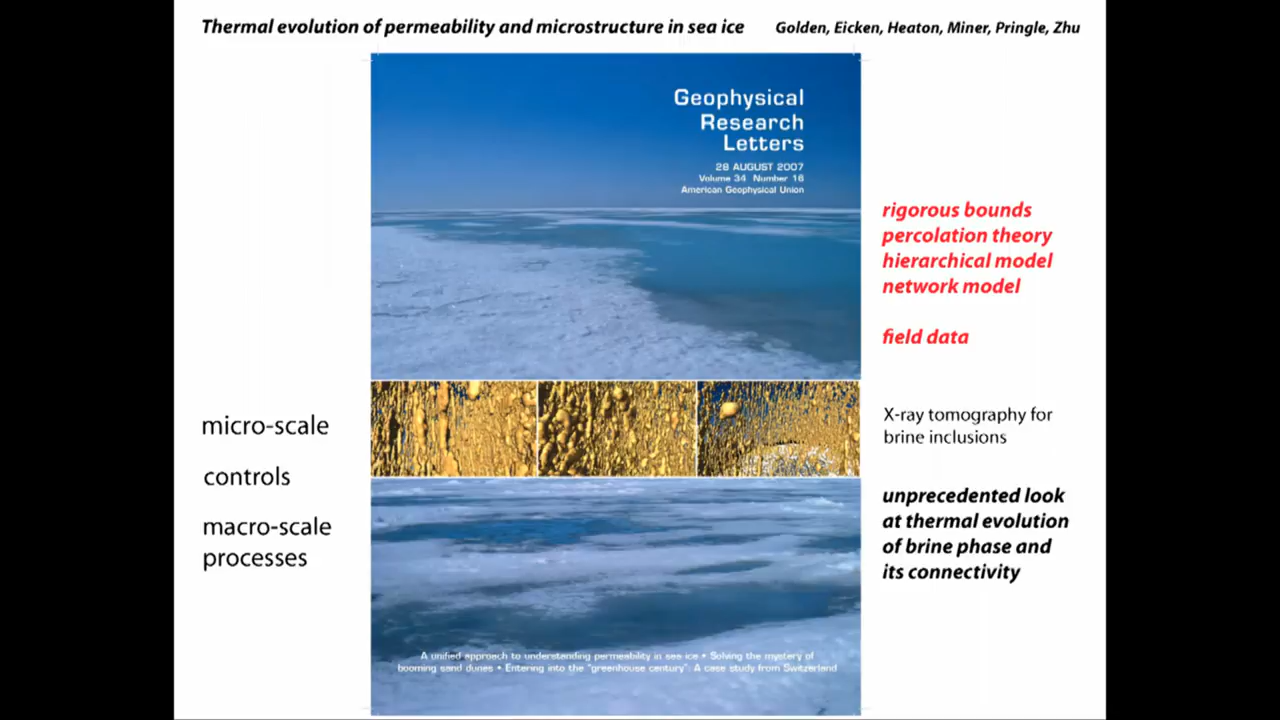 Thermal evolution of permeability and microstructure in sea ice    Golden, Eicken, Heaton, Miner, Pringle, Zhu
Geophysical
Research
Letters
28 AUGUST 2007
Volume 34 Number 16
American Geophysical Union
rigorous bounds
percolation theory
hierarchical model
network model
field data
micro-scale
controls
macro-scale
processes
X-ray tomography for
brine inclusions
unprecedented look
at thermal evolution
of brine phase and
its connectivity
A unified approach to understanding permeability in sea ice • Solving the mystery of
booming sand dunes • Entering into the "greenhouse century": A case study from Switzerland